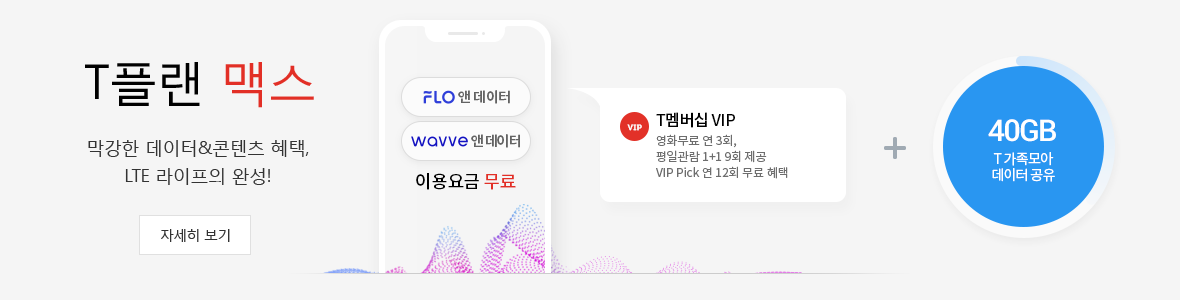 T플랜 맥스
막강한 데이터&콘텐츠 혜택,
LTE 라이프의 완성!
자세히 보기
FLO 앤 데이터
wavve 앤 데이터
이용요금 무료
VIP
T멤버십 VIP
영화무료 연 3회,
평일관람 1+1 9회 제공
VIP Pick 연 12회 무료 혜택
+
40GB
T 가족모아
데이터 공유